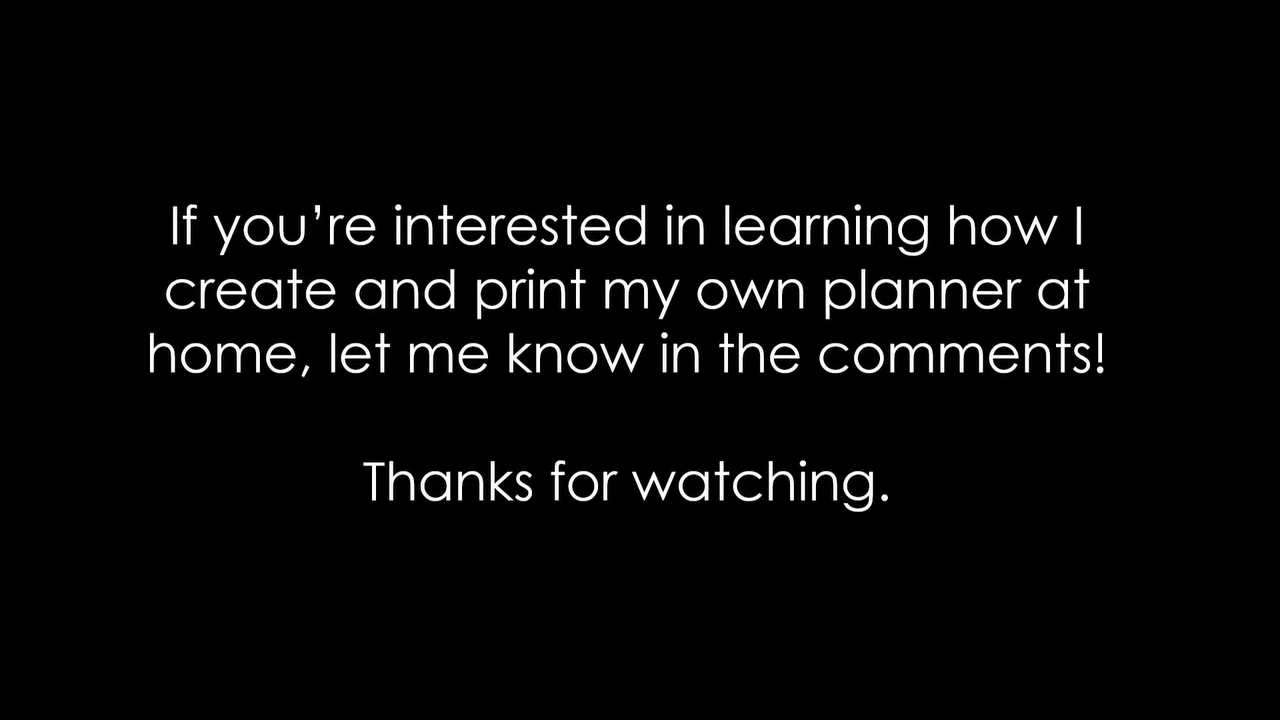 If you’re interested in learning how I
create and print my own planner at
home, let me know in the comments!
Thanks for watching.